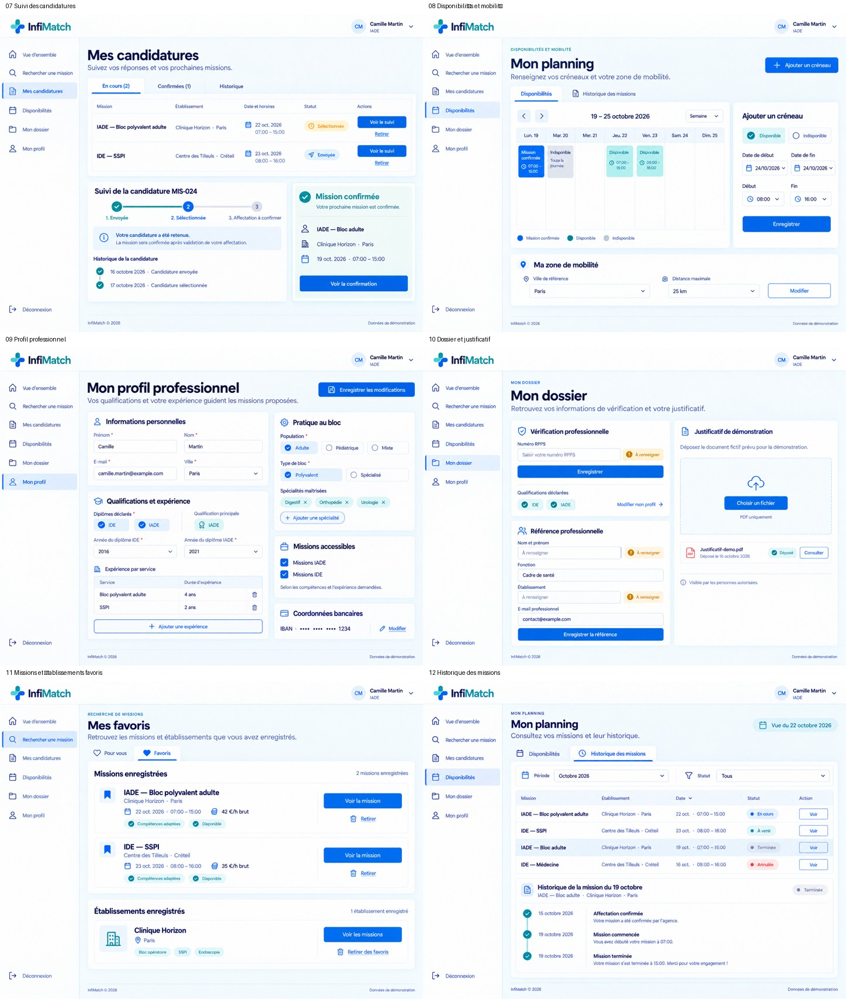 07 Suivi des candidatures
InfiMatch
CM
Camille Martin
IADE
Vue d'ensemble
Rechercher une mission
Mes candidatures
Disponibilités
Mon dossier
Mon profil
Déconnexion
Mes candidatures
Suivez vos réponses et vos prochaines missions.
En cours (2) Confirmées (1) Historique
Mission Établissement Date et horaires Statut Actions
IADE — Bloc polyvalent adulte Clinique Horizon · Paris 22 oct. 2026 Sélectionnée Voir le suivi
07:00 – 15:00 Retirer
IDE — SSPI Centre des Tilleuls · Créteil 23 oct. 2026 Envoyée Voir le suivi
08:00 – 16:00 Retirer
Suivi de la candidature MIS-024
2 3
1. Envoyée 2. Sélectionnée 3. Affectation à confirmer
Votre candidature a été retenue.
La mission sera confirmée après validation de votre affectation.
Historique de la candidature
16 octobre 2026 · Candidature envoyée
17 octobre 2026 · Candidature sélectionnée
Mission confirmée
Votre prochaine mission est confirmée.
IADE — Bloc adulte
Clinique Horizon · Paris
19 oct. 2026 · 07:00 – 15:00
Voir la confirmation
InfiMatch © 2026 Données de démonstration
08 Disponibilit□s et mobilit□
InfiMatch
CM
Camille Martin
IADE
Vue d'ensemble
Rechercher une mission
Mes candidatures
Disponibilités
Mon dossier
Mon profil
Déconnexion
DISPONIBILITÉS ET MOBILITÉ
Mon planning
Renseignez vos créneaux et votre zone de mobilité.
Ajouter un créneau
Disponibilités Historique des missions
19 – 25 octobre 2026 Semaine
Lun. 19 Mar. 20 Mer. 21 Jeu. 22 Ven. 23 Sam. 24 Dim. 25
Mission confirmée 07:00 – 15:00
Indisponible Toute la journée
Disponible 07:00 – 15:00
Disponible 08:00 – 16:00
Mission confirmée Disponible Indisponible
Ajouter un créneau
Disponible Indisponible
Date de début Date de fin
24/10/2026 24/10/2026
Début Fin
08:00 16:00
Enregistrer
Ma zone de mobilité
Ville de référence Distance maximale
Paris 25 km Modifier
InfiMatch © 2026 Données de démonstration
09 Profil professionnel
InfiMatch
CM
Camille Martin
IADE
Vue d'ensemble
Rechercher une mission
Mes candidatures
Disponibilités
Mon dossier
Mon profil
Déconnexion
Mon profil professionnel
Vos qualifications et votre expérience guident les missions proposées.
Enregistrer les modifications
Informations personnelles
Prénom * Nom *
Camille Martin
E-mail * Ville *
camille.martin@example.com Paris
Qualifications et expérience
Diplômes déclarés * Qualification principale
IDE IADE IADE
Année du diplôme IDE * Année du diplôme IADE *
2016 2021
Expérience par service
Service Durée d'expérience
Bloc polyvalent adulte 4 ans
SSPI 2 ans
Ajouter une expérience
Pratique au bloc
Population *
Adulte Pédiatrique Mixte
Type de bloc *
Polyvalent Spécialisé
Spécialités maîtrisées
Digestif × Orthopédie × Urologie ×
+ Ajouter une spécialité
Missions accessibles
Missions IADE
Missions IDE
Selon les compétences et l'expérience demandées.
Coordonnées bancaires
IBAN · •••• •••• •••• 1234 Modifier
InfiMatch © 2026 Données de démonstration
10 Dossier et justificatif
InfiMatch
CM
Camille Martin
IADE
Vue d'ensemble
Rechercher une mission
Mes candidatures
Disponibilités
Mon dossier
Mon profil
Déconnexion
MON DOSSIER
Mon dossier
Retrouvez vos informations de vérification et votre justificatif.
Vérification professionnelle
Numéro RPPS
Saisir votre numéro RPPS À renseigner
Enregistrer
Qualifications déclarées
IDE IADE Modifier mon profil →
Référence professionnelle
Nom et prénom
À renseigner À renseigner
Fonction
Cadre de santé
Établissement
À renseigner À renseigner
E-mail professionnel
contact@example.com
Enregistrer la référence
Justificatif de démonstration
Déposez le document fictif prévu pour la démonstration.
Choisir un fichier
PDF uniquement
PDF
Justificatif-demo.pdf
Déposé le 16 octobre 2026
Déposé Consulter
Visible par les personnes autorisées.
InfiMatch © 2026 Données de démonstration
11 Missions et □tablissements favoris
InfiMatch
CM
Camille Martin
IADE
Vue d'ensemble
Rechercher une mission
Mes candidatures
Disponibilités
Mon dossier
Mon profil
Déconnexion
RECHERCHE DE MISSIONS
Mes favoris
Retrouvez les missions et établissements que vous avez enregistrés.
Pour vous Favoris
Missions enregistrées 2 missions enregistrées
IADE — Bloc polyvalent adulte
Clinique Horizon · Paris
22 oct. 2026 · 07:00 – 15:00 42 €/h brut
Compétences adaptées Disponible
Voir la mission
Retirer
IDE — SSPI
Centre des Tilleuls · Créteil
23 oct. 2026 · 08:00 – 16:00 35 €/h brut
Compétences adaptées Disponible
Voir la mission
Retirer
Établissements enregistrés 1 établissement enregistré
Clinique Horizon
Paris
Bloc opératoire SSPI Endoscopie
Voir les missions
Retirer des favoris
InfiMatch © 2026 Données de démonstration
12 Historique des missions
InfiMatch
CM
Camille Martin
IADE
Vue d'ensemble
Rechercher une mission
Mes candidatures
Disponibilités
Mon dossier
Mon profil
Déconnexion
MON PLANNING
Mon planning
Consultez vos missions et leur historique.
Vue du 22 octobre 2026
Disponibilités Historique des missions
Période Octobre 2026 Statut Tous
Mission Établissement Date Statut Action
IADE — Bloc polyvalent adulte Clinique Horizon · Paris 22 oct. · 07:00 – 15:00 En cours Voir
IDE — SSPI Centre des Tilleuls · Créteil 23 oct. · 08:00 – 16:00 À venir Voir
IADE — Bloc adulte Clinique Horizon · Paris 19 oct. · 07:00 – 15:00 Terminée Voir
IDE — Médecine Centre des Tilleuls · Créteil 16 oct. · 08:00 – 16:00 Annulée Voir
Historique de la mission du 19 octobre
IADE — Bloc adulte · Clinique Horizon · Paris
Terminée
15 octobre 2026 Affectation confirmée
Votre mission a été confirmée par l'agence.
19 octobre 2026 Mission commencée
Vous avez débuté votre mission à 07:00.
19 octobre 2026 Mission terminée
Votre mission s'est terminée à 15:00. Merci pour votre engagement !
InfiMatch © 2026 Données de démonstration